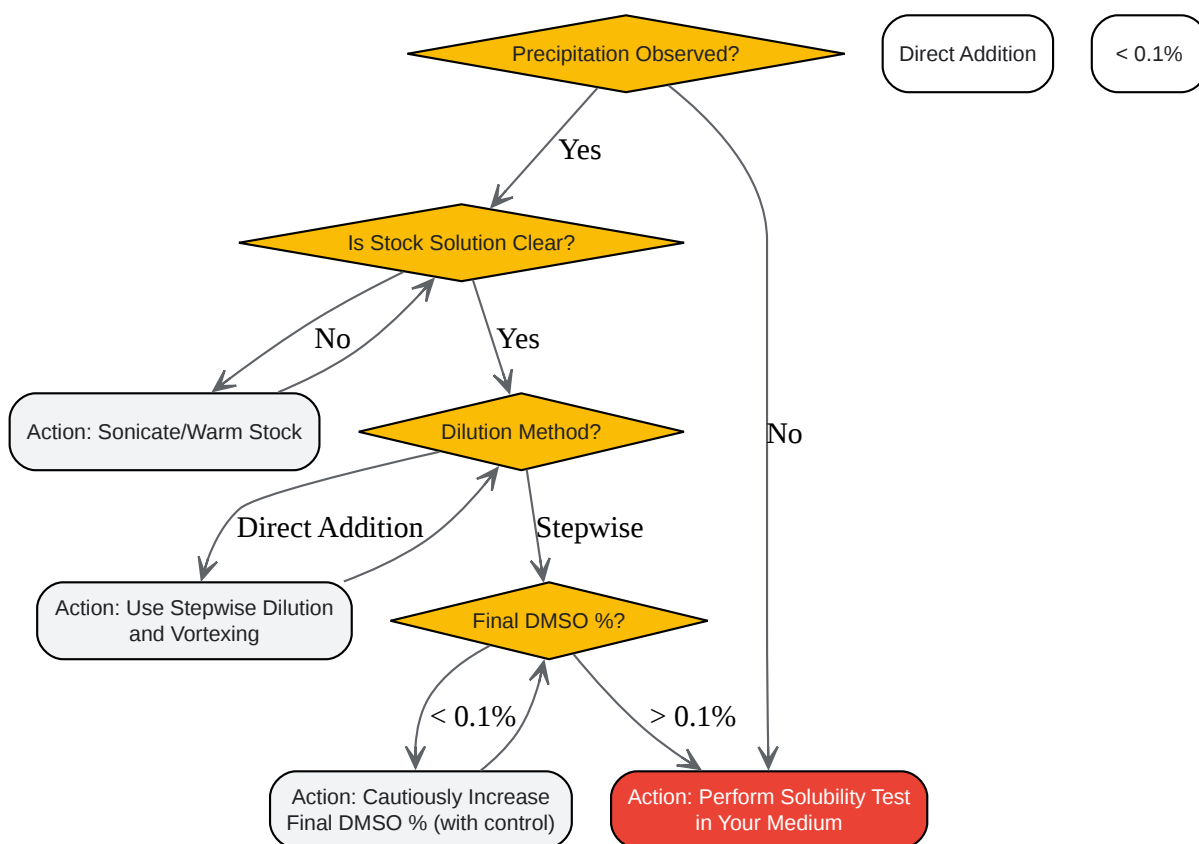 Precipitation Observed?
Direct Addition
< 0.1%
Yes
Is Stock Solution Clear?
No
Yes
Action: Sonicate/Warm Stock
Dilution Method?
No
Direct Addition
Stepwise
Action: Use Stepwise Dilution
and Vortexing
Final DMSO %?
< 0.1%
> 0.1%
Action: Cautiously Increase
Final DMSO % (with control)
Action: Perform Solubility Test
in Your Medium